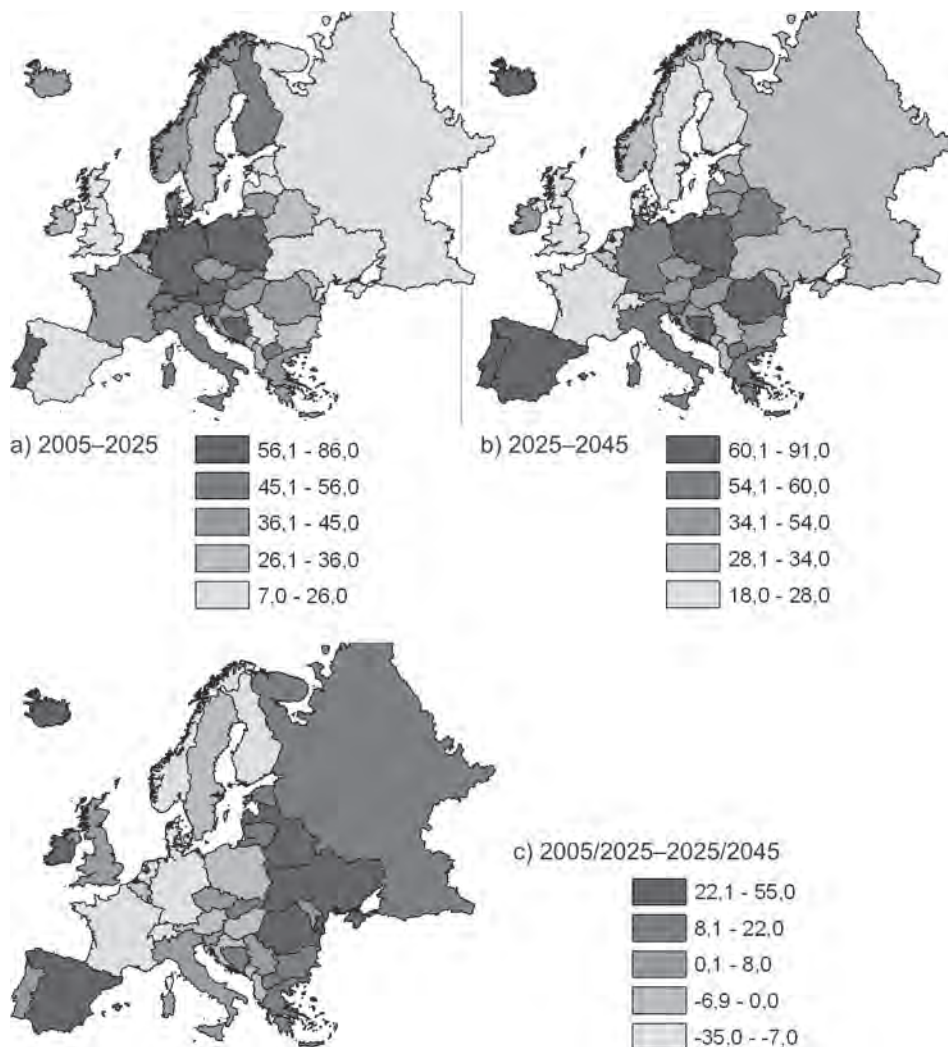 a) 2005–2025
56,1 - 86,0
45,1 - 56,0
36,1 - 45,0
26,1 - 36,0
7,0 - 26,0
b) 2025–2045
60,1 - 91,0
54,1 - 60,0
34,1 - 54,0
28,1 - 34,0
18,0 - 28,0
c) 2005/2025–2025/2045
22,1 - 55,0
8,1 - 22,0
0,1 - 8,0
-6,9 - 0,0
-35,0 - -7,0